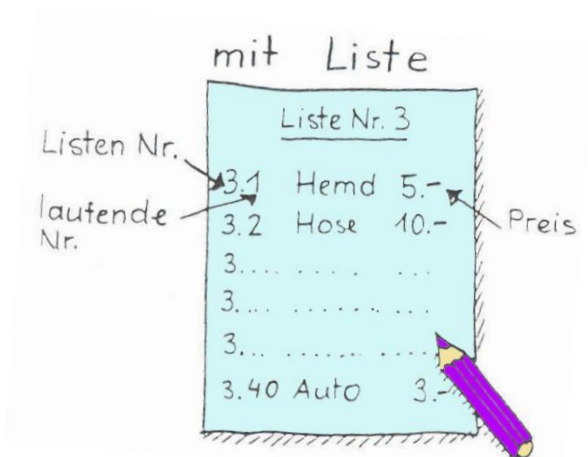 mit Liste
Liste Nr. 3
Listen Nr.
3.1 Hemd 5.-
laufende
Nr.
3.2 Hose 10.-
Preis
3.... ..... ...
3.... ......... ....
3.... ......... ....
3.40 Auto 3.-